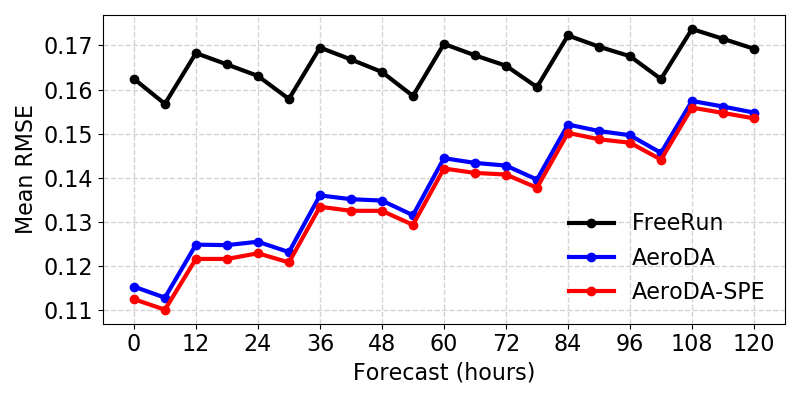 0.17
0.16
0.15
0.14
0.13
0.12
0.11
Mean RMSE
FreeRun
AeroDA
AeroDA-SPE
0 12 24 36 48 60 72 84 96 108 120
Forecast (hours)